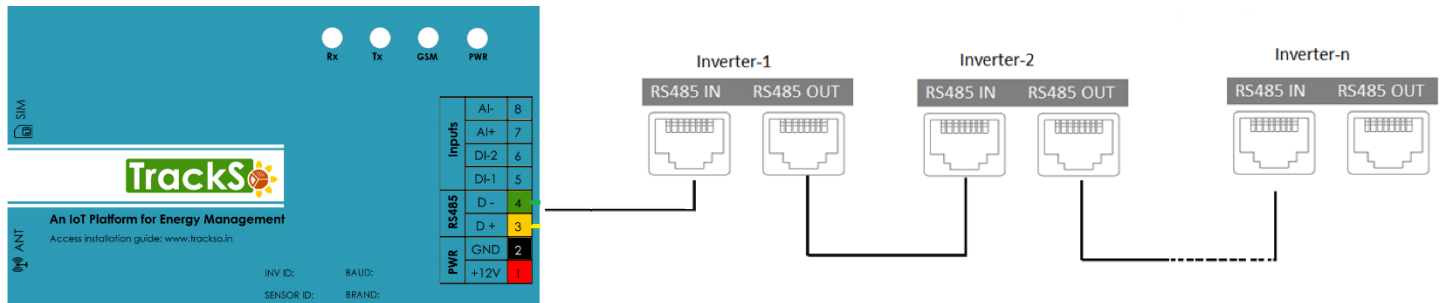 Rx Tx GSM PWR
SIM
Inputs
AI- 8
AI+ 7
DI-2 6
DI-1 5
RS485
D - 4
D + 3
PWR
GND 2
+12V 1
TrackSo
An IoT Platform for Energy Management
Access installation guide: www.trackso.in
ANT
INV ID: BAUD:
SENSOR ID: BRAND:
Inverter-1
RS485 IN RS485 OUT
Inverter-2
RS485 IN RS485 OUT
Inverter-n
RS485 IN RS485 OUT